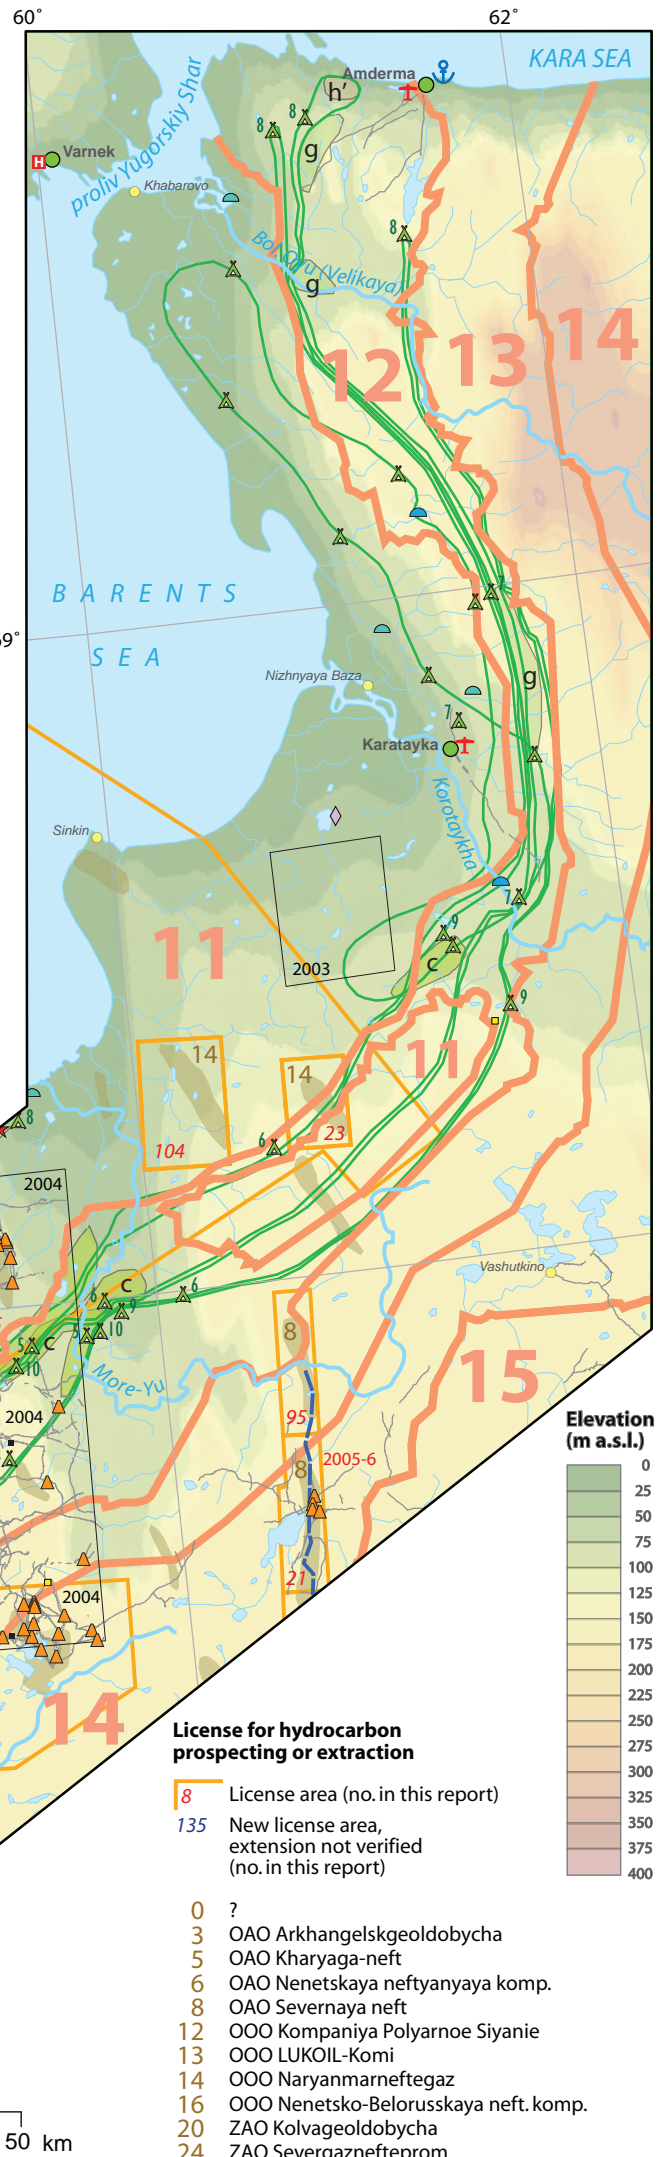 60°
62°
KARA SEA
Amderma
h'
8
8
g
Varnek
H
proliv Yugorskiy Shar
Khabarovo
8
Bol. Oyu (Velikaya)
g
12
13
14
BARENTS
SEA
7
69°
g
Nizhnyaya Baza
7
Karatayka
Korotaykha
Sinkin
7
9
c
2003
11
9
14
14
11
104
23
6
8
2004
c
6
9
6
Vashutkino
5
10
5
c
10
More-Yu
8
15
2004
95
2005-6
8
21
2004
14
Elevation
(m a.s.l.)
0
25
50
75
100
125
150
175
200
225
250
275
300
325
350
375
400
License for hydrocarbon
prospecting or extraction
8 License area (no. in this report)
135 New license area,
extension not verified
(no. in this report)
0 ?
3 OAO Arkhangelskgeoldobycha
5 OAO Kharyaga-neft
6 OAO Nenetskaya neftyanyaya komp.
8 OAO Severnaya neft
12 OOO Kompaniya Polyarnoe Siyanie
13 OOO LUKOIL-Komi
14 OOO Naryanmarneftegaz
16 OOO Nenetsko-Belorusskaya neft. komp.
20 ZAO Kolvageoldobycha
24 ZAO Severgaznefteprom
50 km